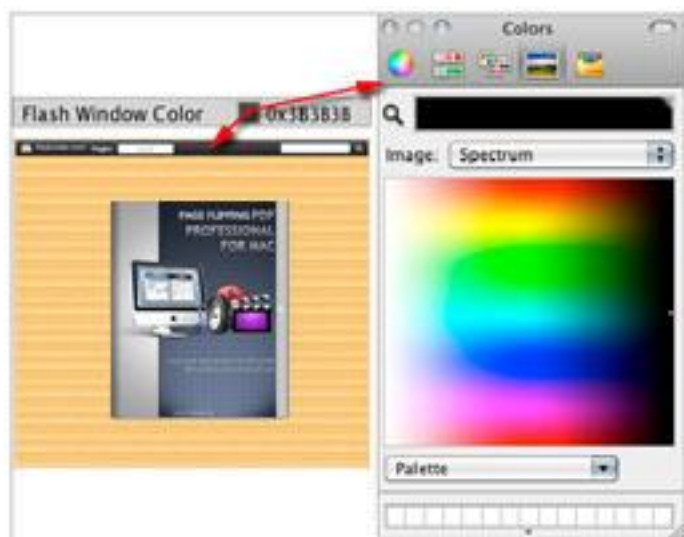 Colors
Flash Window Color 0x3B3B3B
Image: Spectrum
PAGE FLIPPING PDF
PROFESSIONAL
FOR MAC
Palette